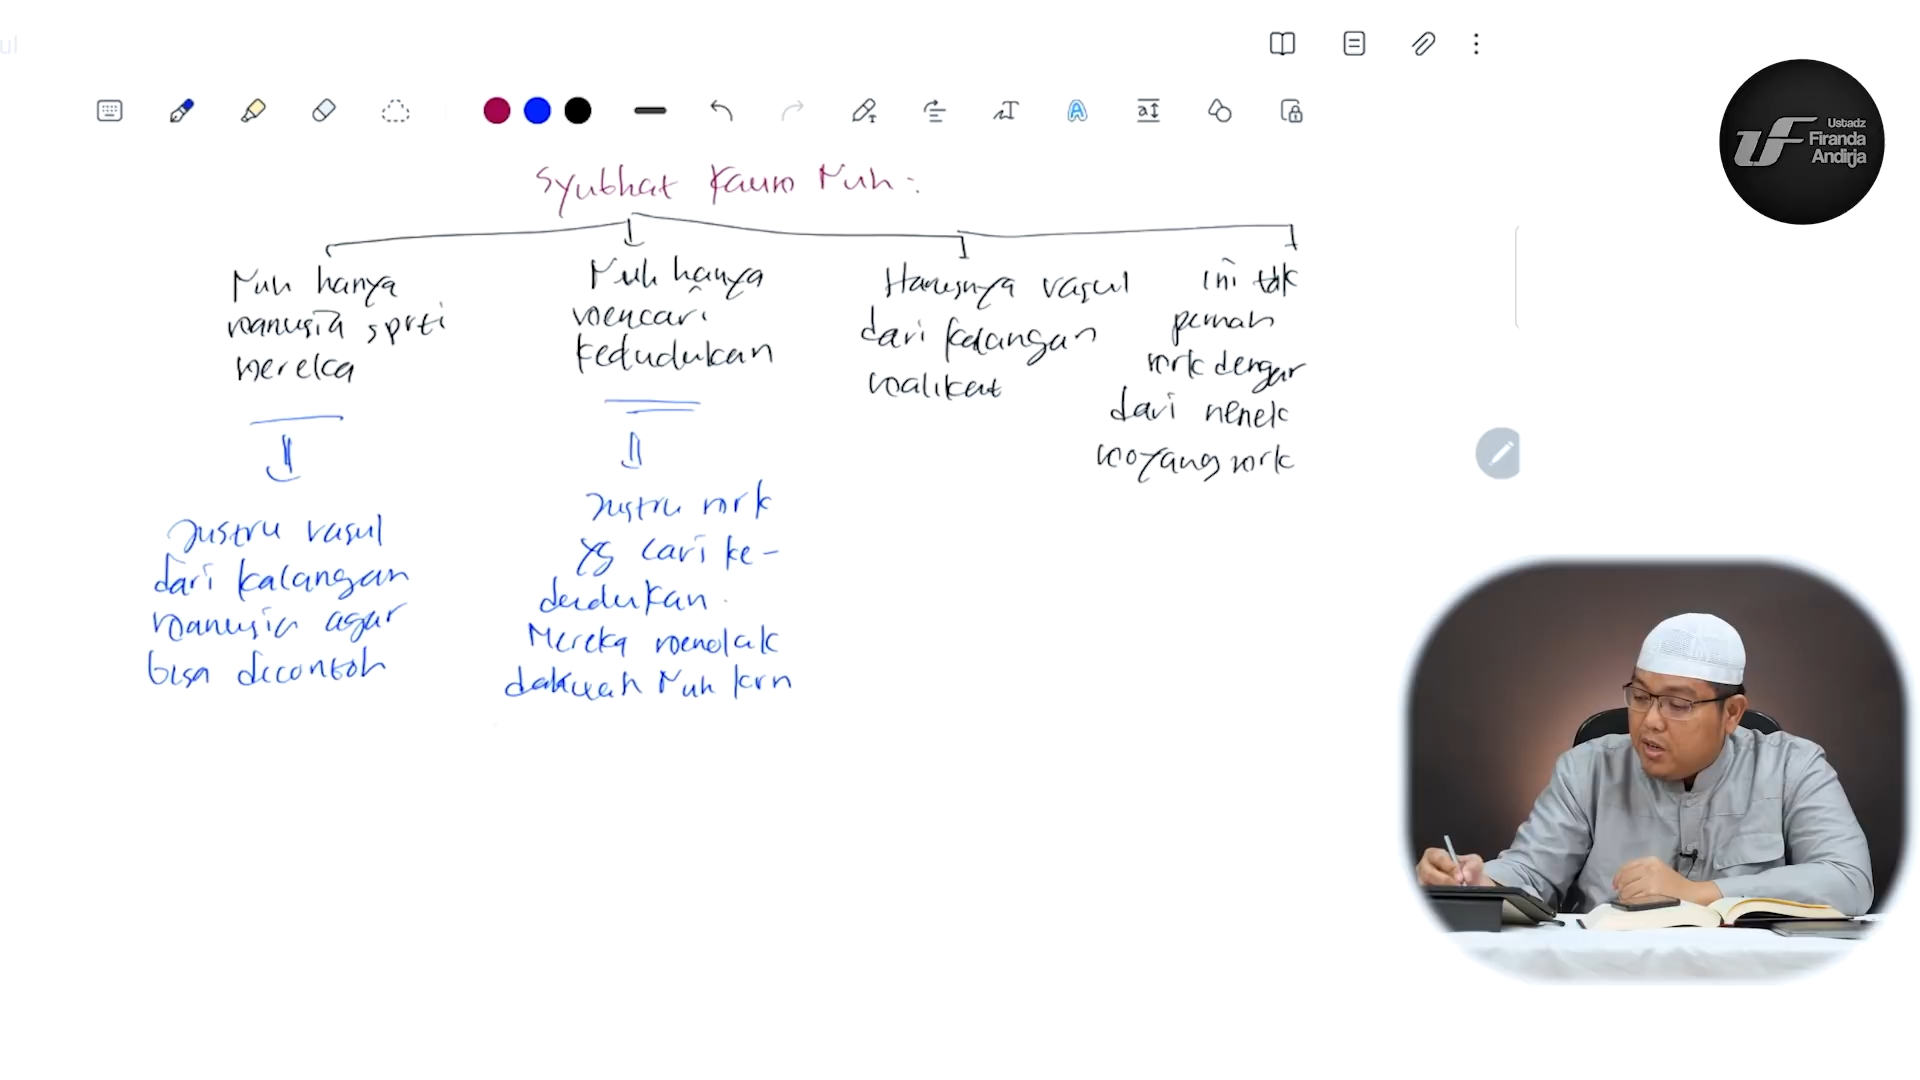 ul
Ustadz
Firanda
Andirja
Syubhat Kaum Nuh :
Nuh hanya
manusia sprti
mereka
Nuh hanya
mencari
kedudukan
Harusnya rasul
dari kalangan
malikat
ini tdk
pernah
mrk dengar
dari nenek
moyang mrk
Justru rasul
dari kalangan
manusia agar
bisa dicontoh
Justru mrk
yg cari ke-
dudukan.
Mereka menolak
dakwah Nuh krn